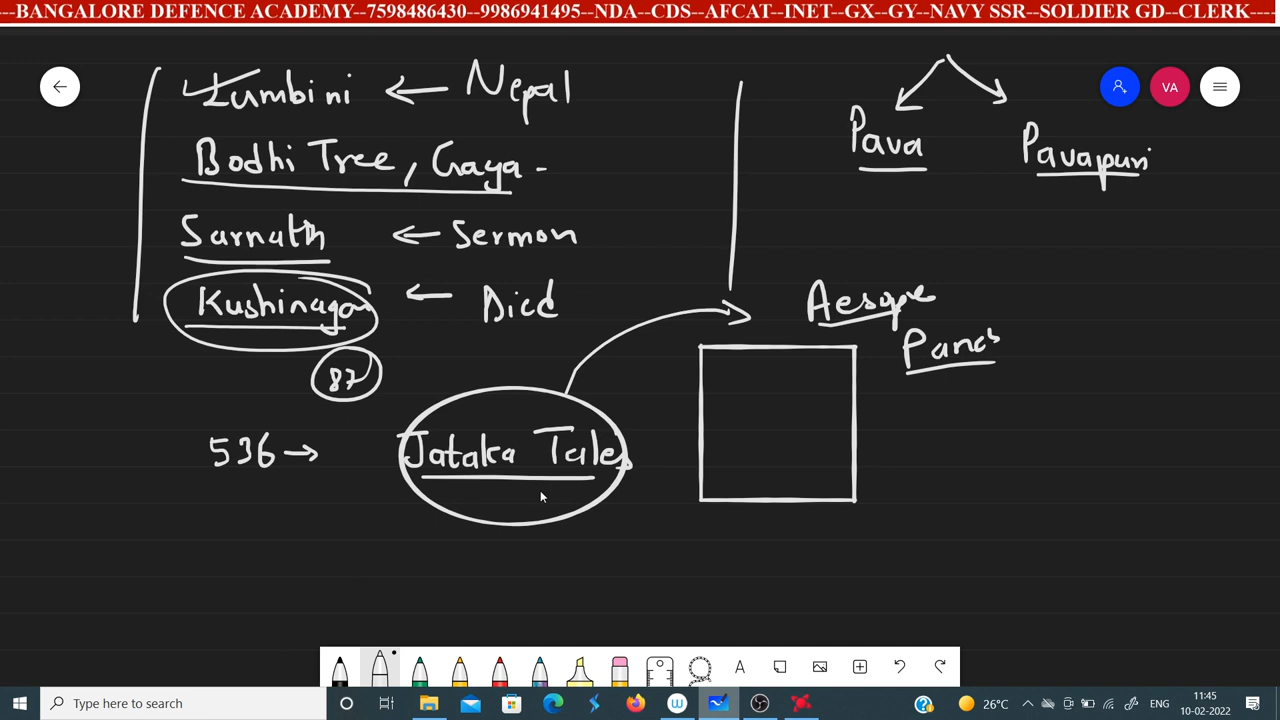 --BANGALORE DEFENCE ACADEMY--7598486430--9986941495--NDA--CDS--AFCAT--INET--GX--GY--NAVY SSR--SOLDIER GD--CLERK----
VA
Lumbini ← Nepal
Bodhi Tree, Gaya -
Sarnath ← Sermon
Kushinagar ← Died
87
536 → Jataka Tales
Pava Pavapuri
Aesope
Type here to search
26°C ENG 11:45
10-02-2022